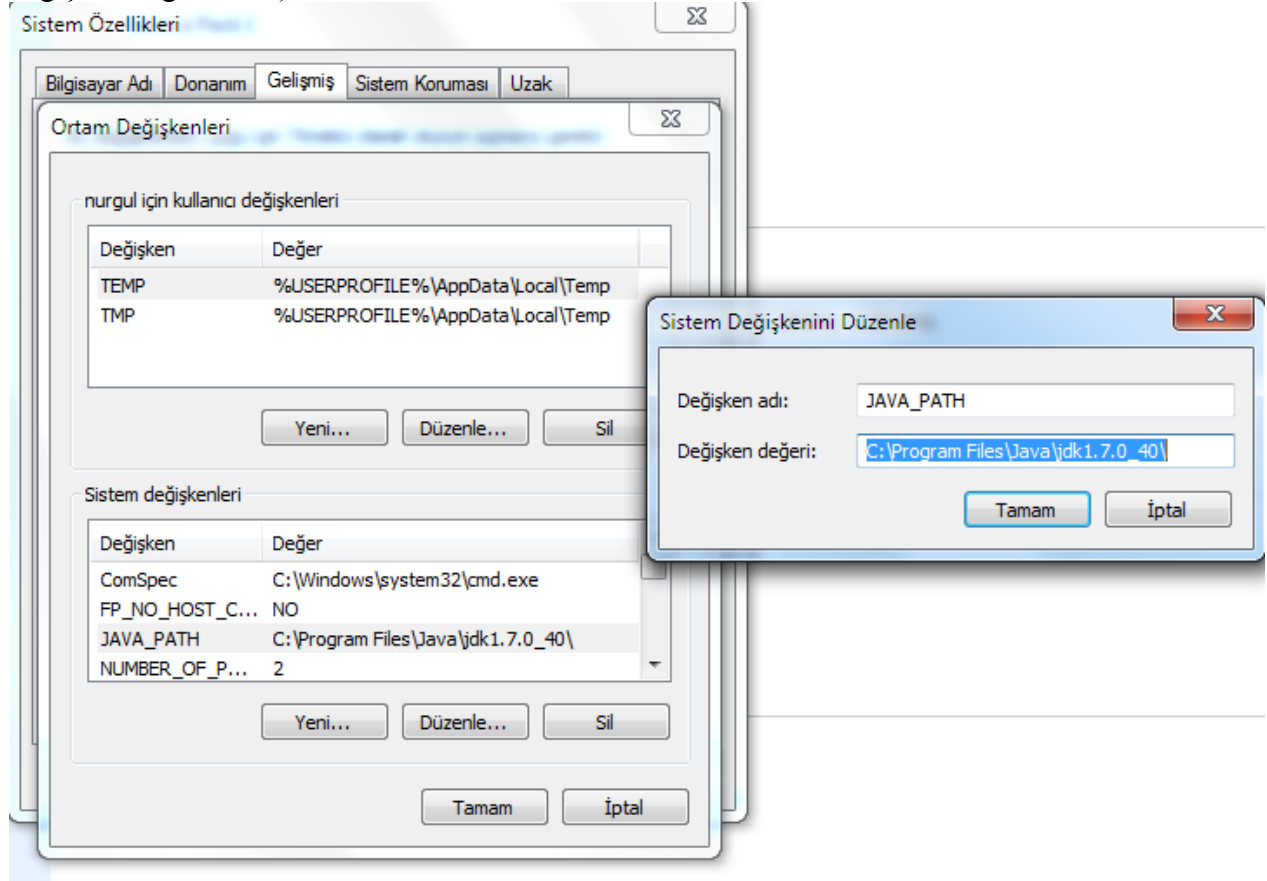 Sistem Özellikleri
Bilgisayar Adı Donanım Gelişmiş Sistem Koruması Uzak
Ortam Değişkenleri
nurgul için kullanıcı değişkenleri
Değişken Değer
TEMP %USERPROFILE%\AppData\Local\Temp
TMP %USERPROFILE%\AppData\Local\Temp
Yeni... Düzenle... Sil
Sistem değişkenleri
Değişken Değer
ComSpec C:\Windows\system32\cmd.exe
FP_NO_HOST_C... NO
JAVA_PATH C:\Program Files\Java\jdk1.7.0_40\
NUMBER_OF_P... 2
Yeni... Düzenle... Sil
Tamam İptal
Sistem Değişkenini Düzenle
Değişken adı: JAVA_PATH
Değişken değeri: C:\Program Files\Java\jdk1.7.0_40\
Tamam İptal